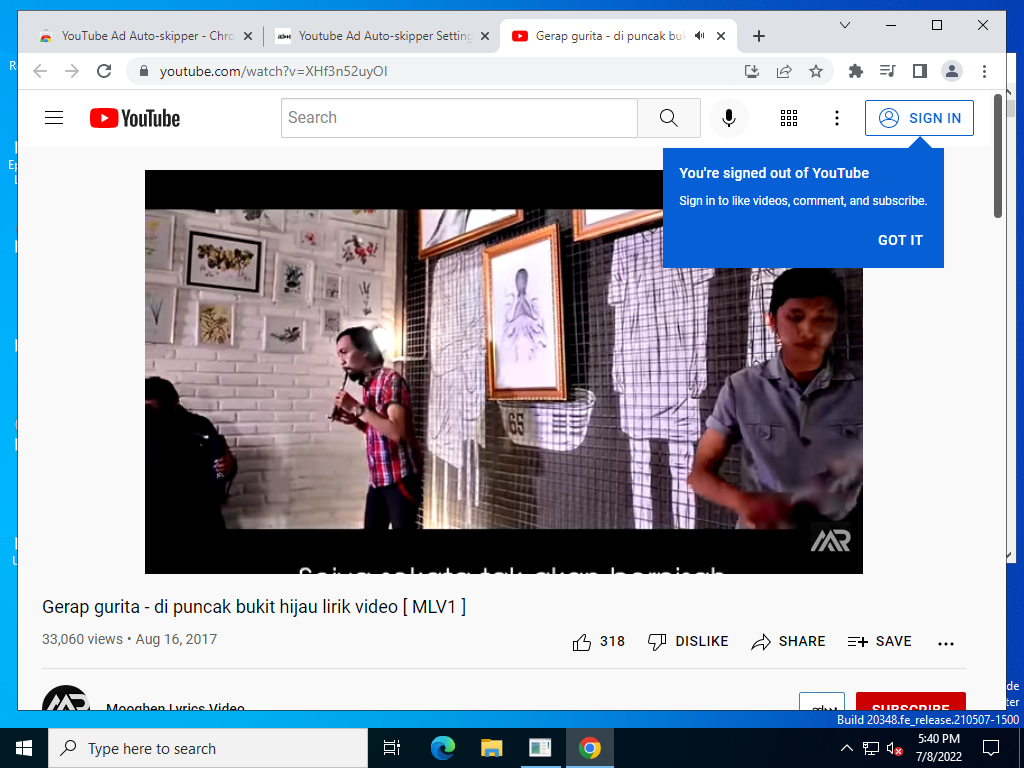 YouTube Ad Auto-skipper - Chro
Youtube Ad Auto-skipper Setting
Gerap gurita - di puncak buk
youtube.com/watch?v=XHf3n52uyOI
YouTube
Search
SIGN IN
You're signed out of YouTube
Sign in to like videos, comment, and subscribe.
GOT IT
65
MR
Gerap gurita - di puncak bukit hijau lirik video [ MLV1 ]
33,060 views • Aug 16, 2017
318
DISLIKE
SHARE
SAVE
Mooghen Lyrics Video
SUBSCRIBE
Build 20348.fe_release.210507-1500
Type here to search
5:40 PM
7/8/2022